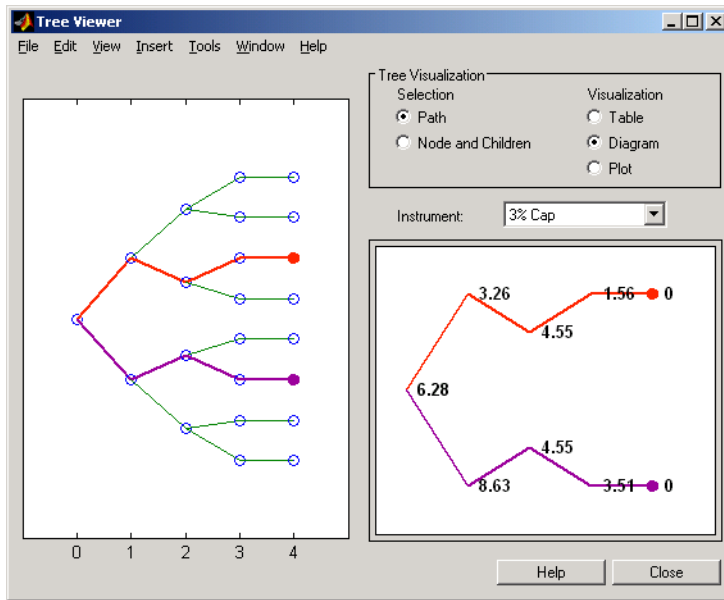 Tree Viewer
File Edit View Insert Tools Window Help
Tree Visualization
Selection
Path
Node and Children
Visualization
Table
Diagram
Plot
Instrument: 3% Cap
3.26
1.56
0
4.55
6.28
4.55
8.63
3.51
0
0 1 2 3 4
Help
Close